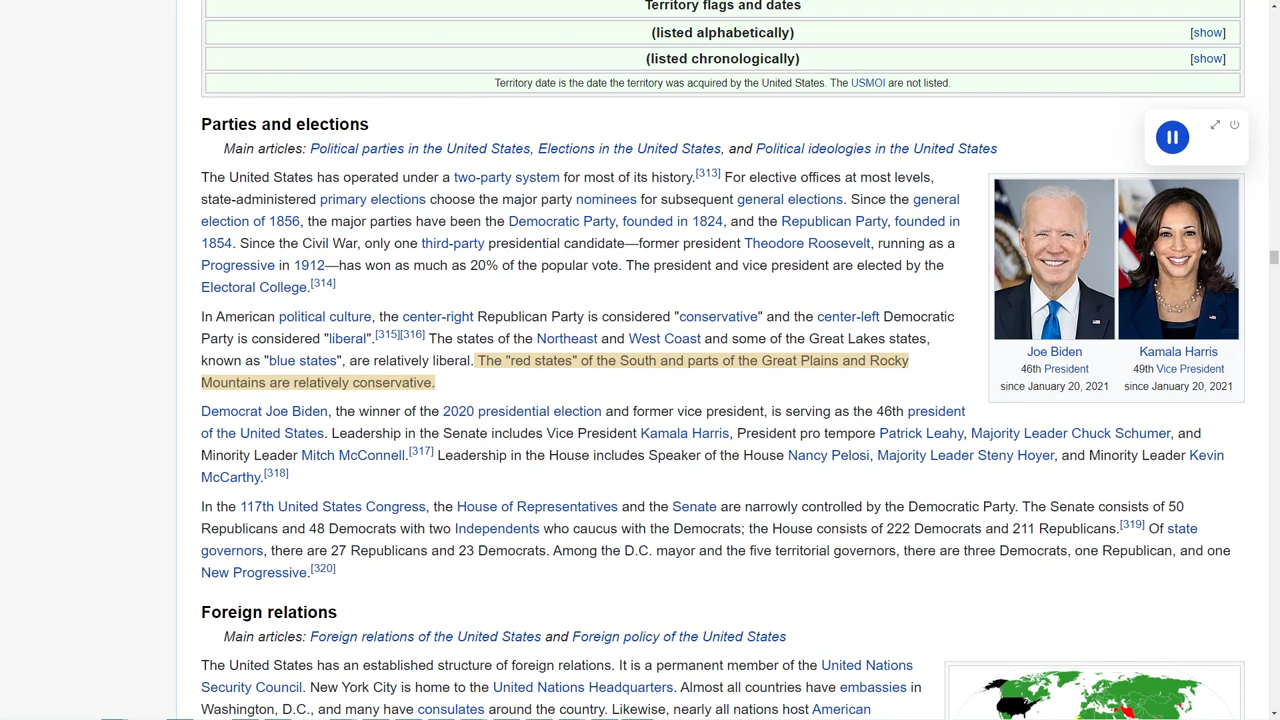 Territory flags and dates
(listed alphabetically) [show]
(listed chronologically) [show]
Territory date is the date the territory was acquired by the United States. The USMOI are not listed.
Parties and elections
Main articles: Political parties in the United States, Elections in the United States, and Political ideologies in the United States
The United States has operated under a two-party system for most of its history.[313] For elective offices at most levels,
state-administered primary elections choose the major party nominees for subsequent general elections. Since the general
election of 1856, the major parties have been the Democratic Party, founded in 1824, and the Republican Party, founded in
1854. Since the Civil War, only one third-party presidential candidate—former president Theodore Roosevelt, running as a
Progressive in 1912—has won as much as 20% of the popular vote. The president and vice president are elected by the
Electoral College.[314]
In American political culture, the center-right Republican Party is considered "conservative" and the center-left Democratic
Party is considered "liberal".[315][316] The states of the Northeast and West Coast and some of the Great Lakes states,
known as "blue states", are relatively liberal. The "red states" of the South and parts of the Great Plains and Rocky
Mountains are relatively conservative.
Joe Biden
46th President
since January 20, 2021
Kamala Harris
49th Vice President
since January 20, 2021
Democrat Joe Biden, the winner of the 2020 presidential election and former vice president, is serving as the 46th president
of the United States. Leadership in the Senate includes Vice President Kamala Harris, President pro tempore Patrick Leahy, Majority Leader Chuck Schumer, and
Minority Leader Mitch McConnell.[317] Leadership in the House includes Speaker of the House Nancy Pelosi, Majority Leader Steny Hoyer, and Minority Leader Kevin
McCarthy.[318]
In the 117th United States Congress, the House of Representatives and the Senate are narrowly controlled by the Democratic Party. The Senate consists of 50
Republicans and 48 Democrats with two Independents who caucus with the Democrats; the House consists of 222 Democrats and 211 Republicans.[319] Of state
governors, there are 27 Republicans and 23 Democrats. Among the D.C. mayor and the five territorial governors, there are three Democrats, one Republican, and one
New Progressive.[320]
Foreign relations
Main articles: Foreign relations of the United States and Foreign policy of the United States
The United States has an established structure of foreign relations. It is a permanent member of the United Nations
Security Council. New York City is home to the United Nations Headquarters. Almost all countries have embassies in
Washington, D.C., and many have consulates around the country. Likewise, nearly all nations host American